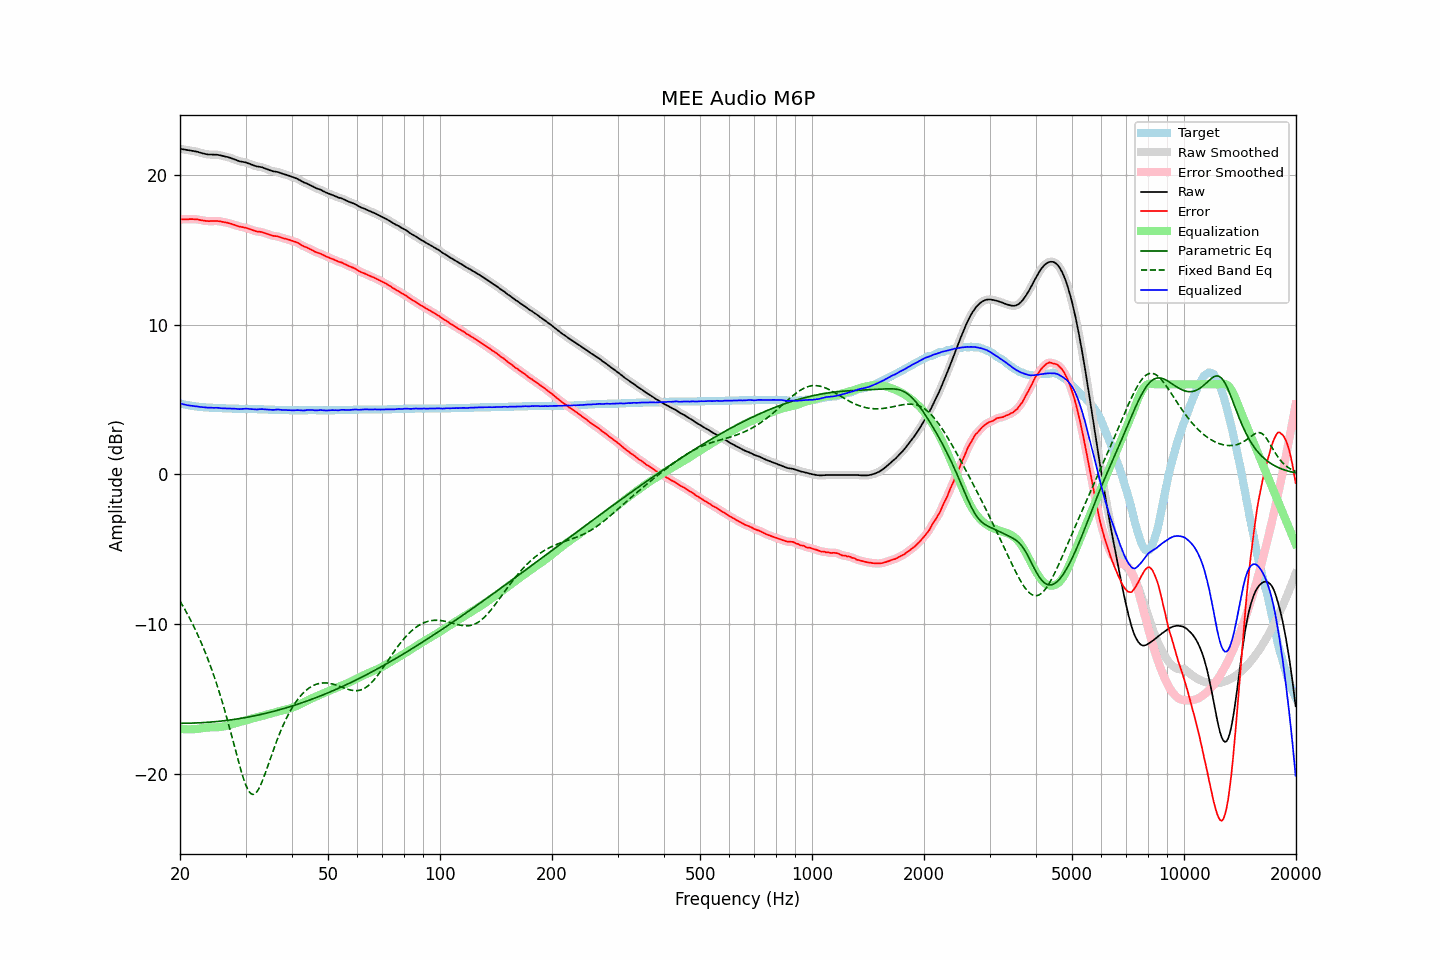 MEE Audio M6P
Target
Raw Smoothed
Error Smoothed
Raw
Error
Equalization
Parametric Eq
Fixed Band Eq
Equalized
Amplitude (dBr)
20
10
0
−10
−20
20 50 100 200 500 1000 2000 5000 10000 20000
Frequency (Hz)